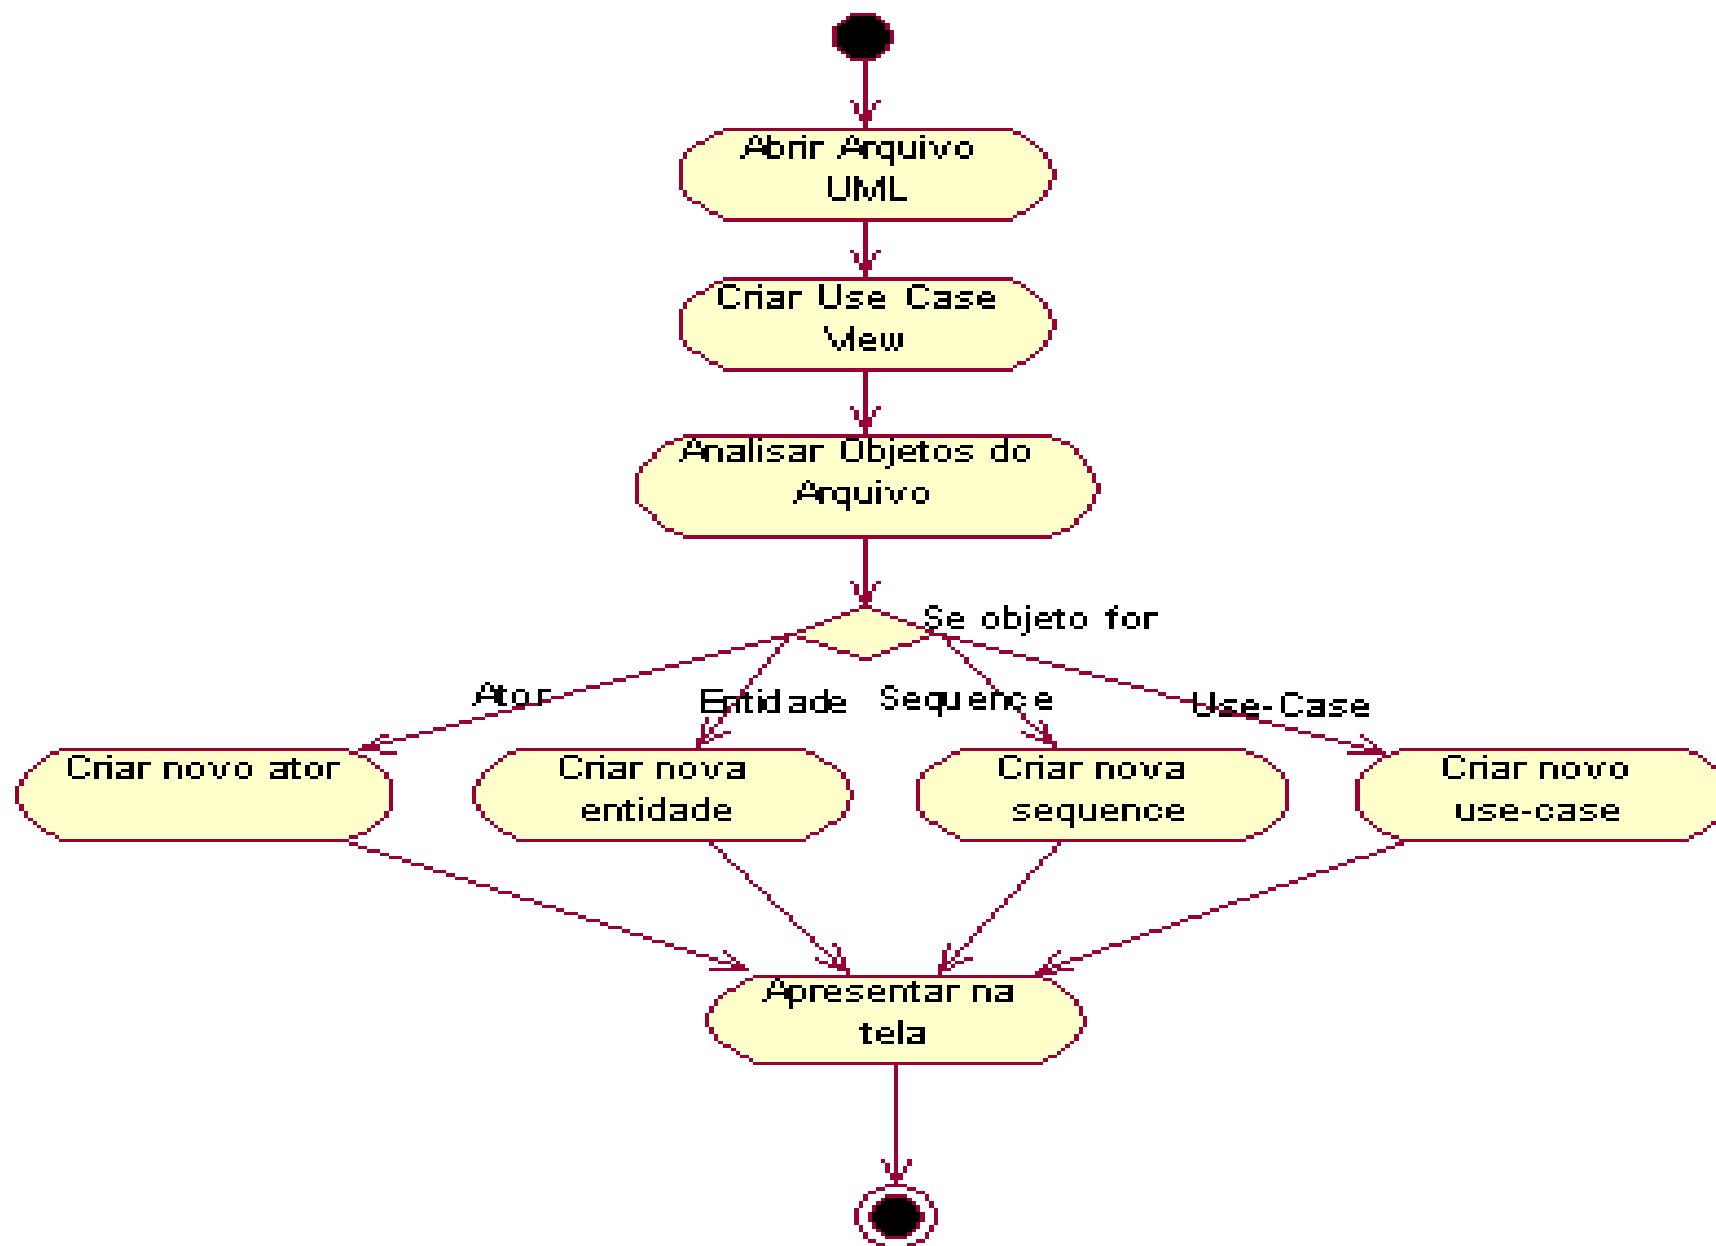 Abrir Arquivo
UML
Criar Use Case
View
Analisar Objetos do
Arquivo
Se objeto for
Ator
Entidade
Sequence
Use-Case
Criar novo ator
Criar nova
entidade
Criar nova
sequence
Criar novo
use-case
Apresentar na
tela